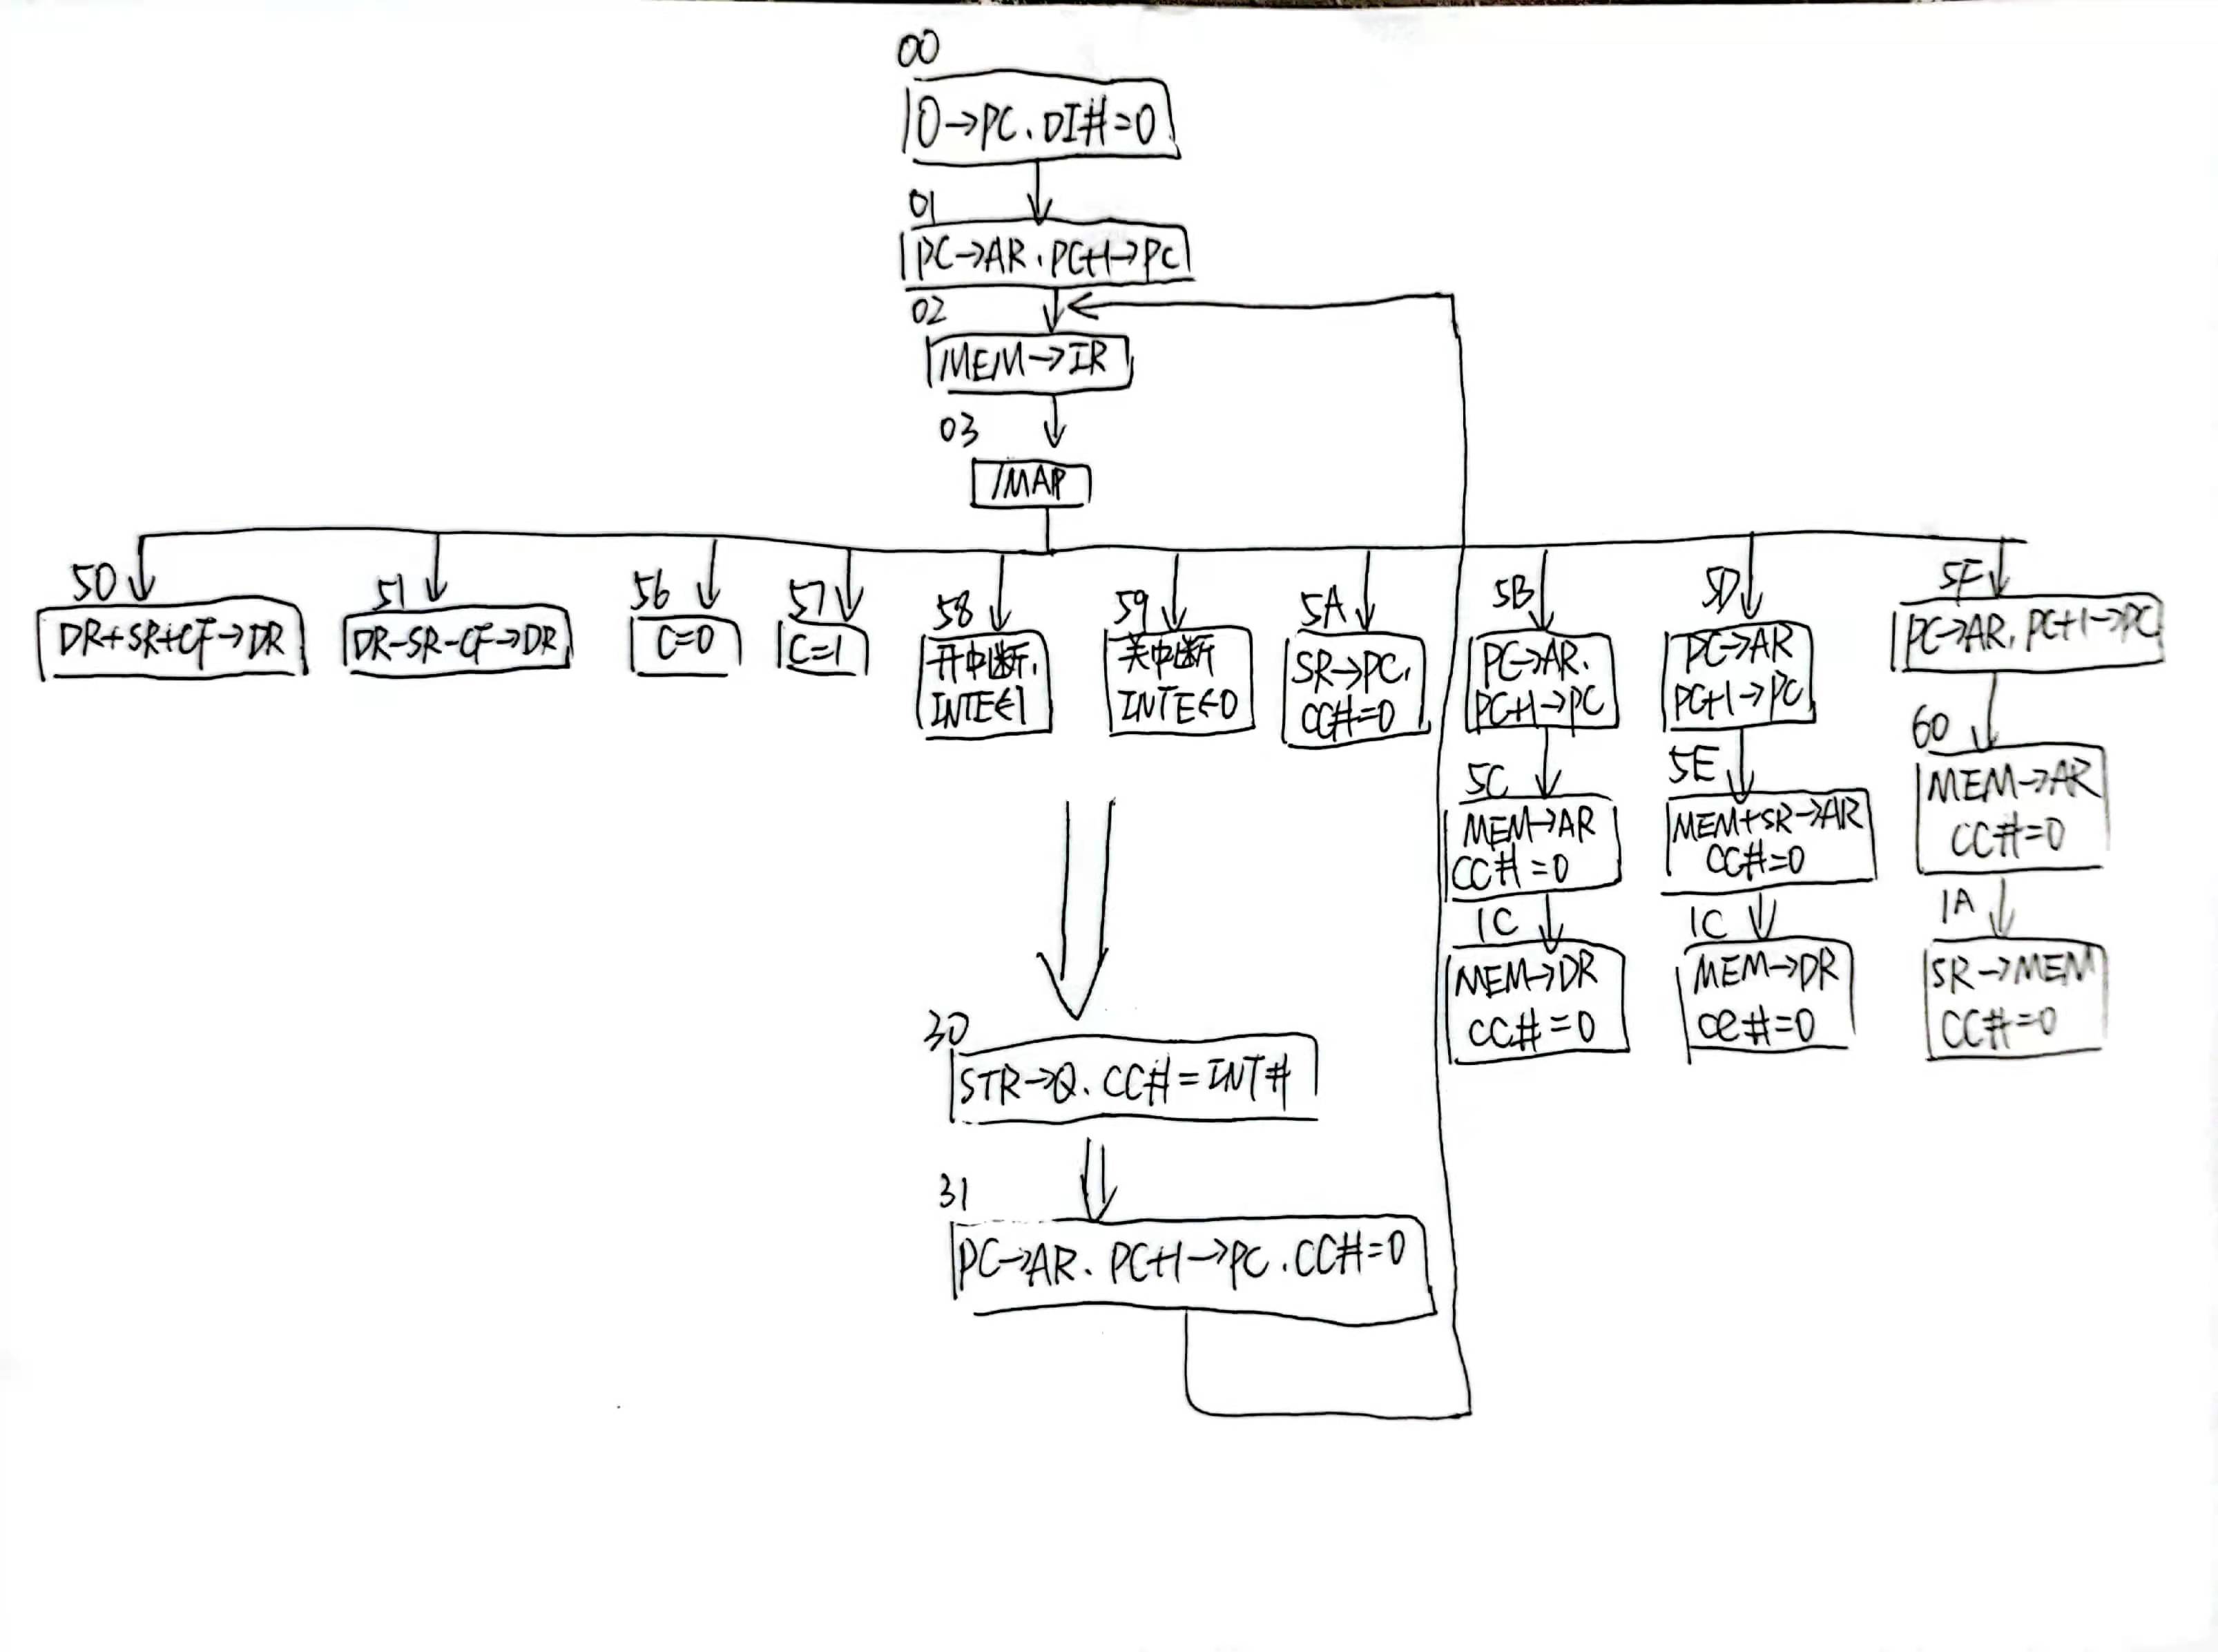 00
0→PC、DI#=0
01
PC→AR、PC+1→PC
02
MEM→IR
03
/MAP
50
DR+SR+CF→DR
51
DR-SR-CF→DR
56
C=0
57
C=1
58
开中断、
INTE←1
59
关中断
INTE←0
5A
SR→PC、
CC#=0
5B
PC→AR、
PC+1→PC
5C
MEM→AR
CC#=0
1C
MEM→DR
CC#=0
5D
PC→AR
PC+1→PC
5E
MEM+SR→AR
CC#=0
1C
MEM→DR
CC#=0
5F
PC→AR、PC+1→PC
60
MEM→AR
CC#=0
1A
SR→MEM
CC#=0
30
STR→Q、CC#=INT#
31
PC→AR、PC+1→PC、CC#=0